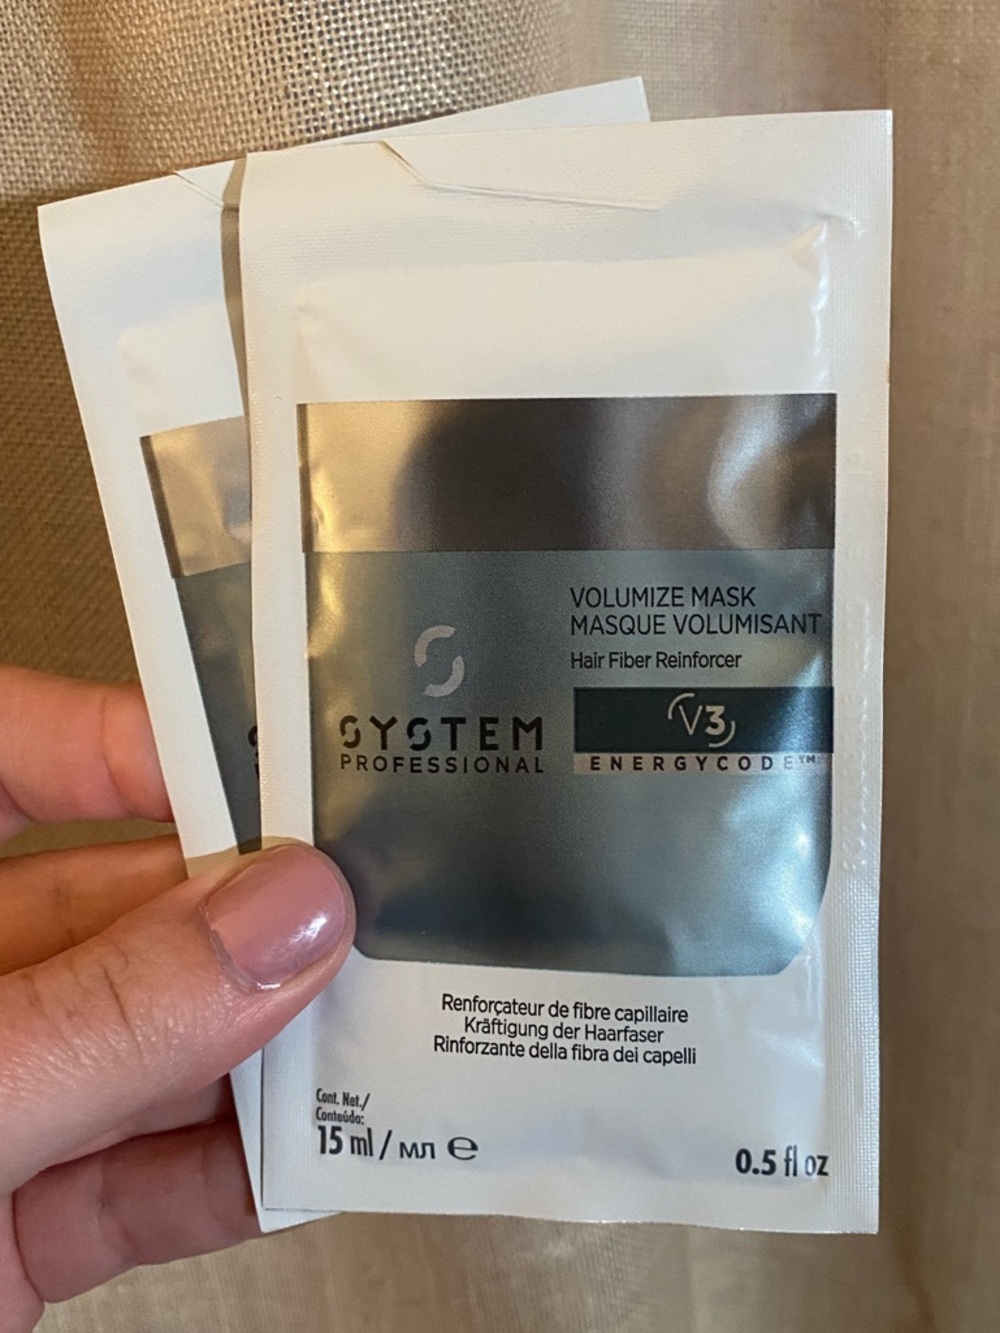 VOLUMIZE MASK
MASQUE VOLUMISANT
Hair Fiber Reinforcer
V3
ENERGYCODE™
SYSTEM
PROFESSIONAL
Renforçateur de fibre capillaire
Kräftigung der Haarfaser
Rinforzante della fibra dei capelli
Cont. Net./
Conteúdo:
15 ml / мл ℮
0.5 fl oz